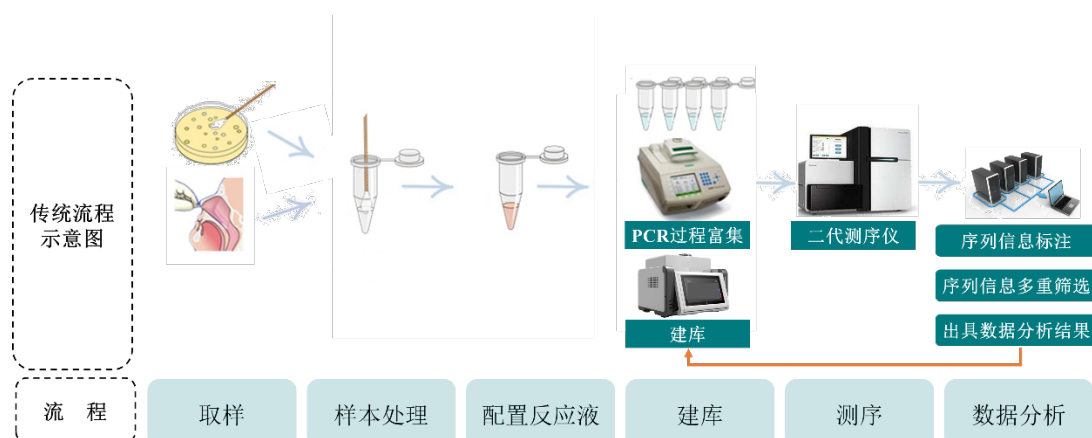 传统流程
示意图
PCR过程富集
建库
二代测序仪
序列信息标注
序列信息多重筛选
出具数据分析结果
流 程
取样
样本处理
配置反应液
建库
测序
数据分析